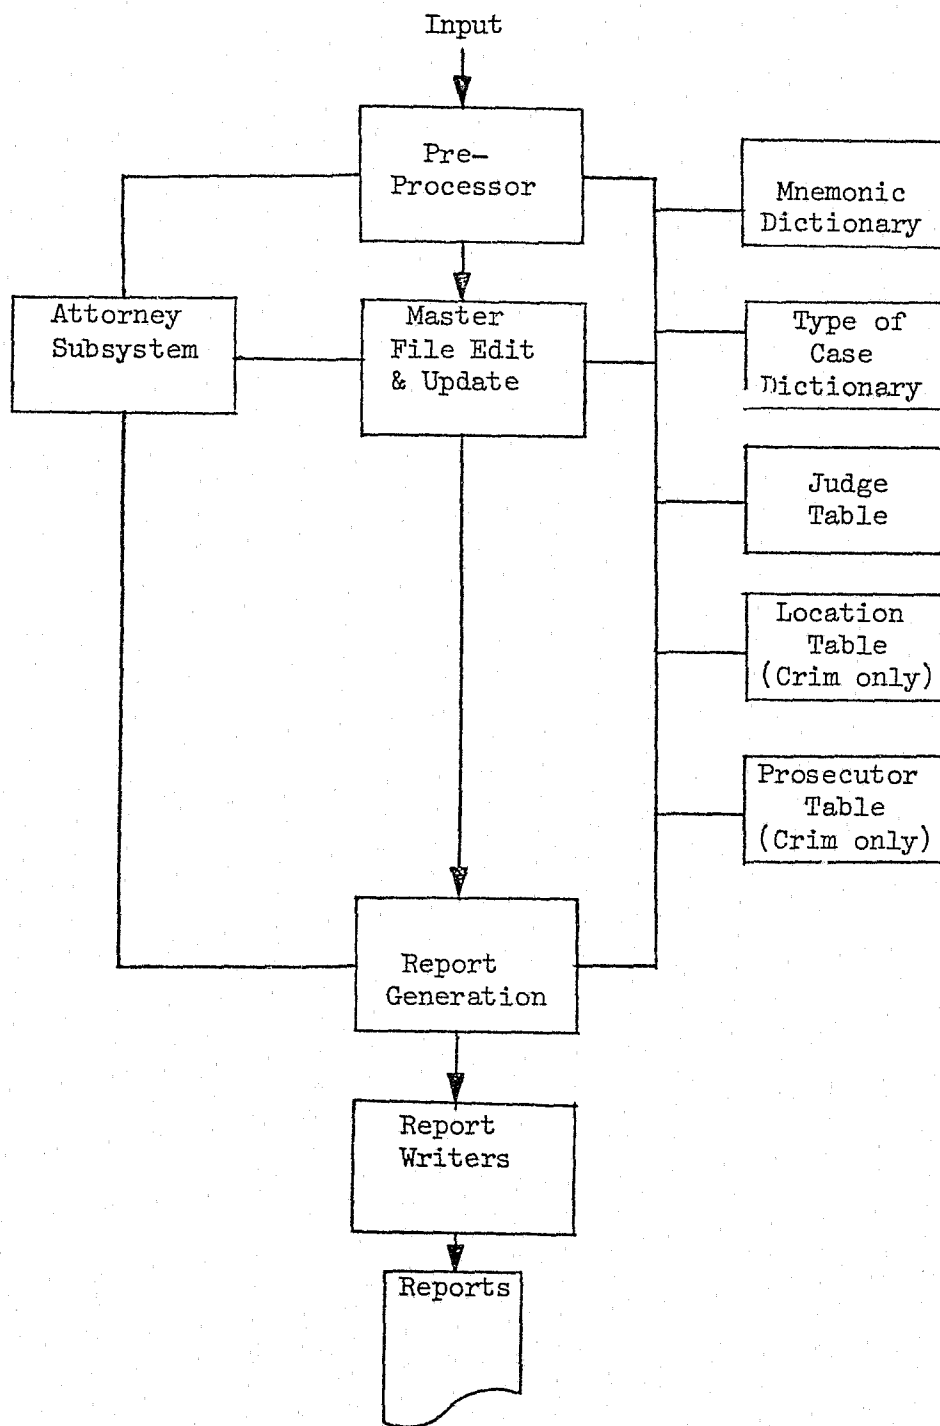 Input
Pre-
Processor
Mnemonic
Dictionary
Attorney
Subsystem
Master
File Edit
& Update
Type of
Case
Dictionary
Judge
Table
Location
Table
(Crim only)
Prosecutor
Table
(Crim only)
Report
Generation
Report
Writers
Reports